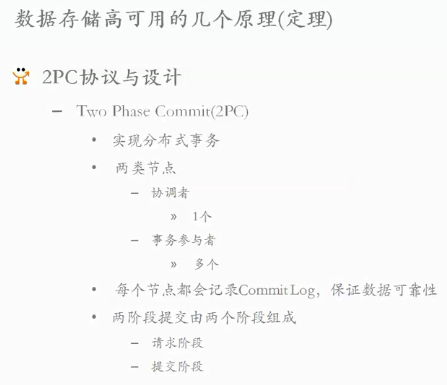 数据存储高可用的几个原理(定理)
2PC协议与设计
– Two Phase Commit(2PC)
• 实现分布式事务
• 两类节点
– 协调者
» 1个
– 事务参与者
» 多个
• 每个节点都会记录Commit Log，保证数据可靠性
• 两阶段提交由两个阶段组成
– 请求阶段
– 提交阶段